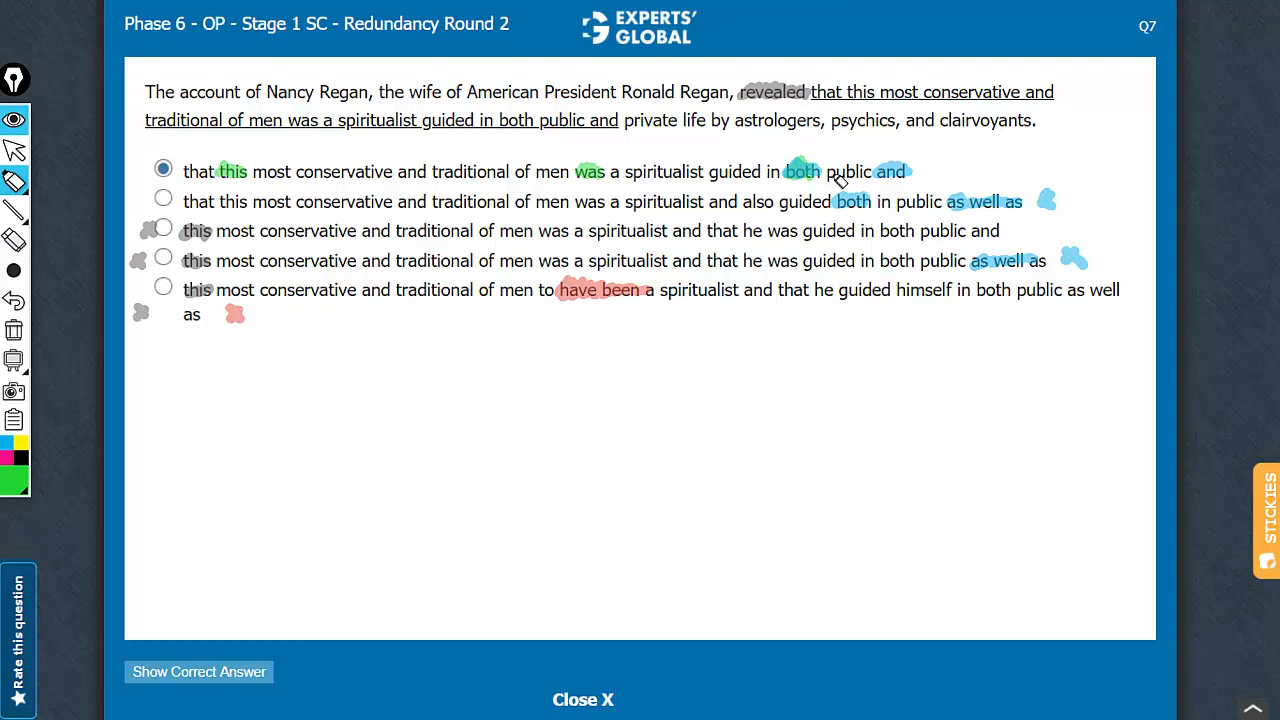 Phase 6 - OP - Stage 1 SC - Redundancy Round 2
EXPERTS'
GLOBAL
Q7
The account of Nancy Regan, the wife of American President Ronald Regan, revealed that this most conservative and
traditional of men was a spiritualist guided in both public and private life by astrologers, psychics, and clairvoyants.
that this most conservative and traditional of men was a spiritualist guided in both public and
that this most conservative and traditional of men was a spiritualist and also guided both in public as well as
this most conservative and traditional of men was a spiritualist and that he was guided in both public and
this most conservative and traditional of men was a spiritualist and that he was guided in both public as well as
this most conservative and traditional of men to have been a spiritualist and that he guided himself in both public as well
as
STICKIES
Rate this question
Show Correct Answer
Close X